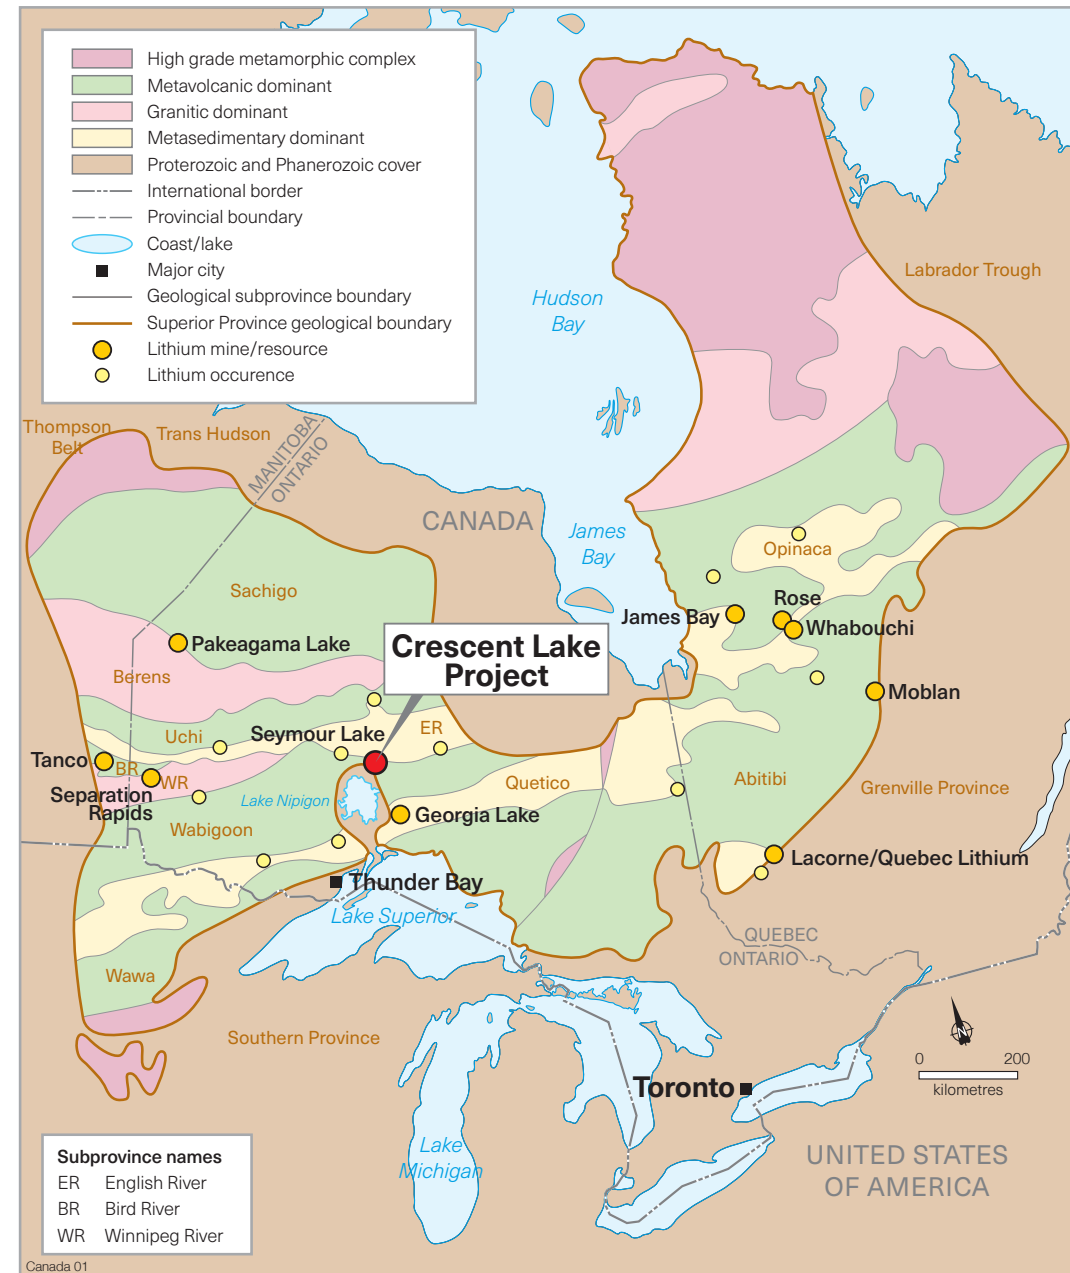 High grade metamorphic complex
Metavolcanic dominant
Granitic dominant
Metasedimentary dominant
Proterozoic and Phanerozoic cover
International border
Provincial boundary
Coast/lake
Major city
Geological subprovince boundary
Superior Province geological boundary
Lithium mine/resource
Lithium occurence
Hudson
Bay
Labrador Trough
Thompson
Belt
Trans Hudson
MANITOBA
ONTARIO
CANADA
James
Bay
Opinaca
Sachigo
Rose
James Bay
Whabouchi
Pakeagama Lake
Crescent Lake
Project
Berens
Moblan
Seymour Lake
ER
Uchi
Tanco
BR
WR
Separation
Rapids
Quetico
Abitibi
Grenville Province
Lake Nipigon
Georgia Lake
Wabigoon
Lacorne/Quebec Lithium
Thunder Bay
Lake Superior
QUEBEC
ONTARIO
Wawa
Southern Province
0 200
kilometres
Toronto
Lake
Michigan
UNITED STATES
OF AMERICA
Subprovince names
ER English River
BR Bird River
WR Winnipeg River
Canada 01